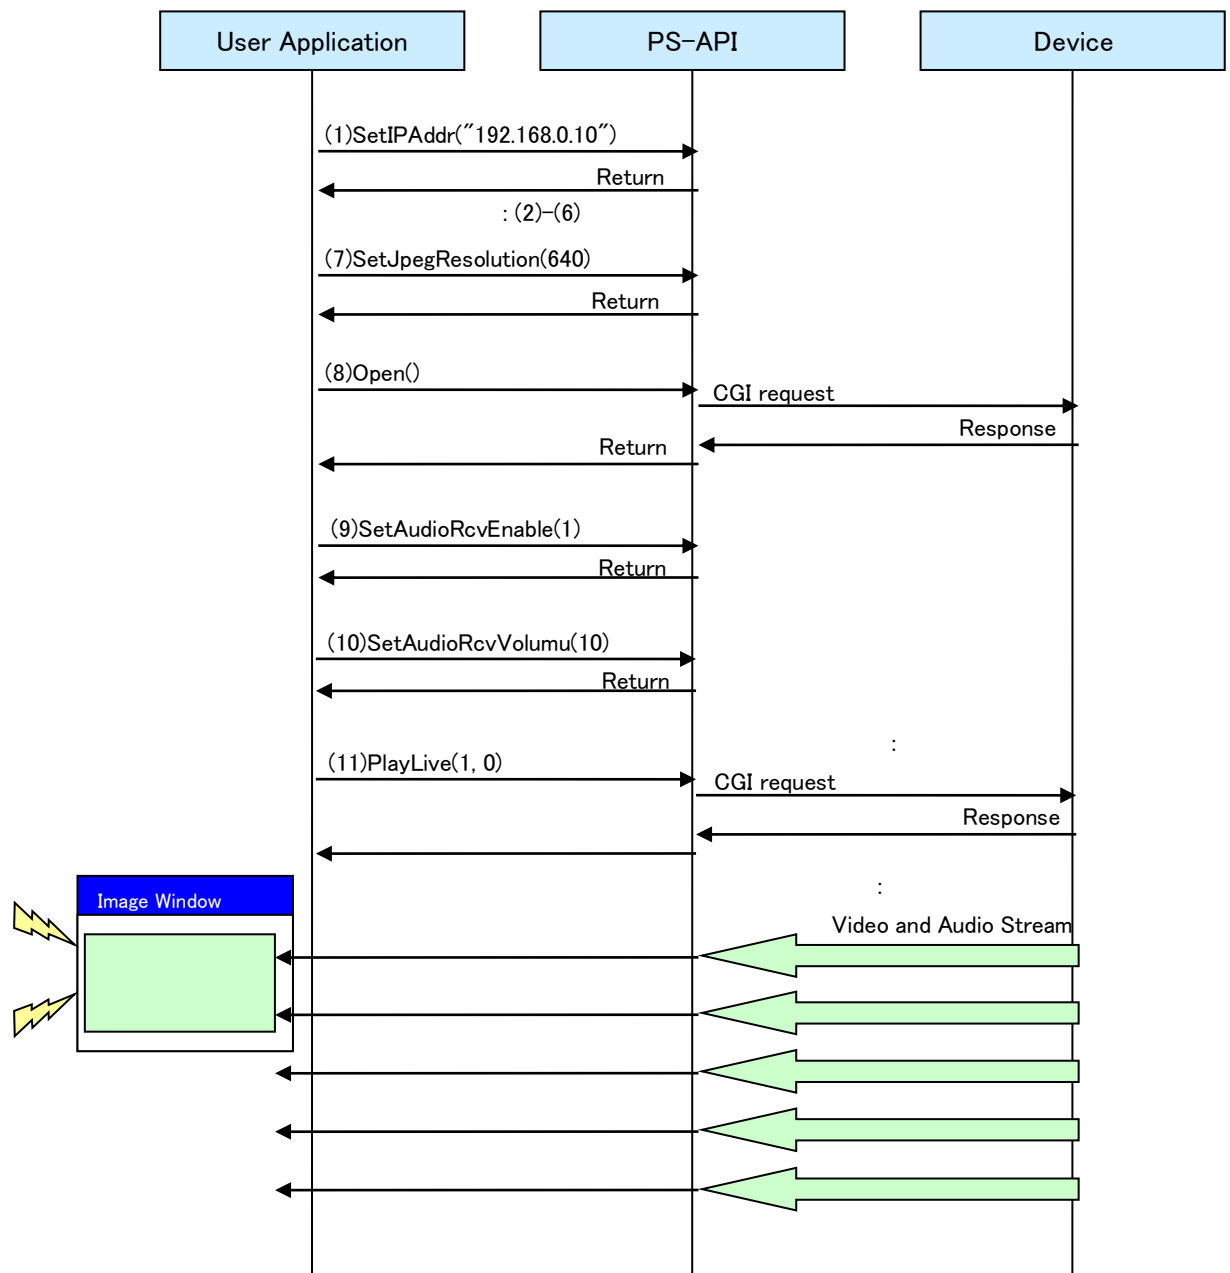 User Application
PS-API
Device
(1)SetIPAddr("192.168.0.10")
Return
: (2)-(6)
(7)SetJpegResolution(640)
Return
(8)Open()
CGI request
Response
Return
(9)SetAudioRcvEnable(1)
Return
(10)SetAudioRcvVolumu(10)
Return
:
(11)PlayLive(1, 0)
CGI request
Response
:
Image Window
Video and Audio Stream